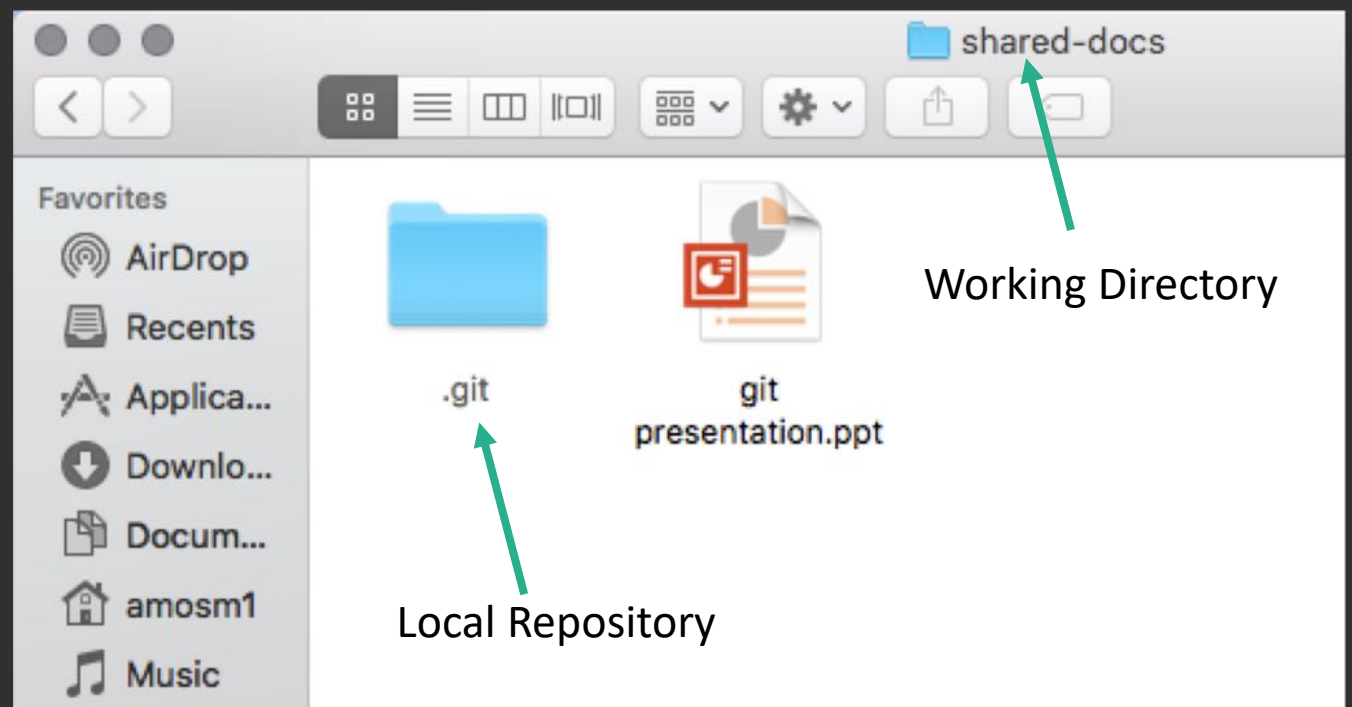 shared-docs
Favorites
AirDrop
Recents
Applica...
Downlo...
Docum...
amosm1
Music
.git
git
presentation.ppt
Working Directory
Local Repository